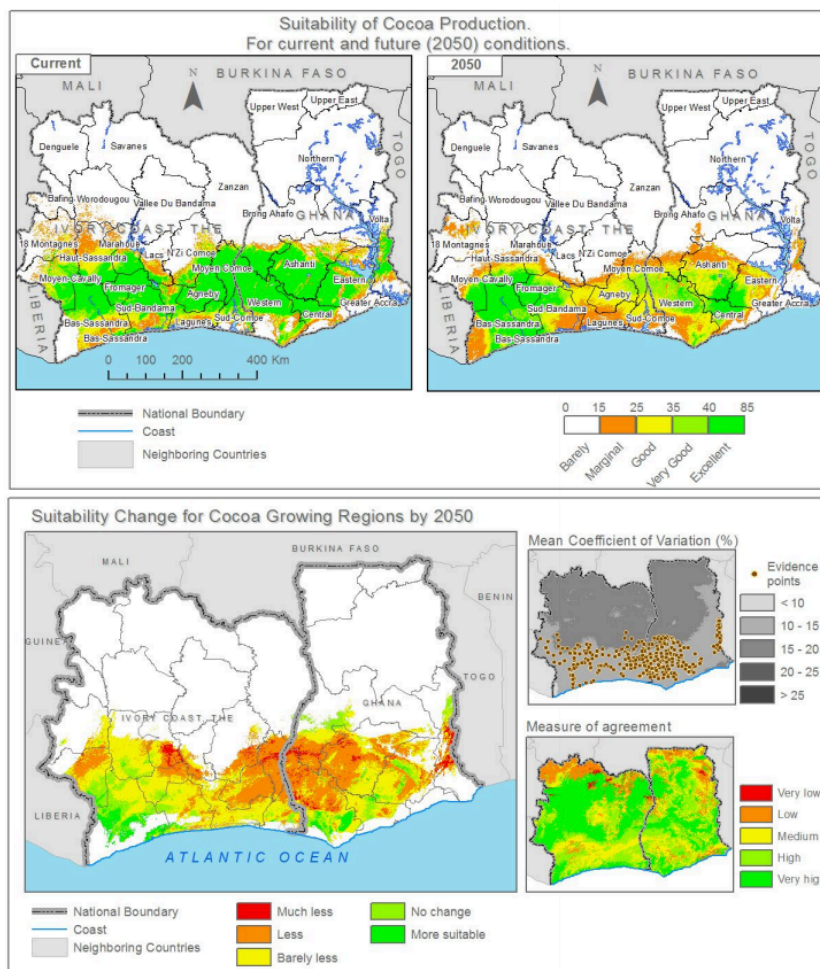 Suitability of Cocoa Production.
For current and future (2050) conditions.
Current
MALI
BURKINA FASO
N
Upper West
Upper East
Denguele
Savanes
Northern
TOGO
Zanzan
Bafing
Worodougou
Vallee Du Bandama
Brong Ahafo
GHANA
Volta
IVORY COAST, THE
18 Montagnes
Marahoue
Lacs
N'Zi Comoe
Haut-Sassandra
Moyen Comoe
Ashanti
Moyen-Cavally
Fromager
Eastern
Agneby
Western
Sud-Bandama
Greater Accra
LIBERIA
Bas-Sassandra
Lagunes
Sud-Comoe
Central
Bas-Sassandra
0 100 200 400 Km
2050
MALI
BURKINA FASO
N
Upper West
Upper East
Denguele
Savanes
Northern
TOGO
Zanzan
Bafing
Worodougou
Vallee Du Bandama
Brong Ahafo
GHANA
Volta
IVORY COAST, THE
18 Montagnes
Marahoue
Lacs
N'Zi Comoe
Haut-Sassandra
Moyen Comoe
Ashanti
Moyen-Cavally
Fromager
Eastern
Agneby
Western
Sud-Bandama
Greater Accra
LIBERIA
Bas-Sassandra
Lagunes
Sud-Comoe
Central
Bas-Sassandra
National Boundary
Coast
Neighboring Countries
0 15 25 35 40 85
Barely
Marginal
Good
Very Good
Excellent
Suitability Change for Cocoa Growing Regions by 2050
MALI
BURKINA FASO
BENIN
GUINEA
TOGO
IVORY COAST, THE
GHANA
LIBERIA
ATLANTIC OCEAN
Mean Coefficient of Variation (%)
Evidence
points
< 10
10 - 15
15 - 20
20 - 25
> 25
Measure of agreement
Very low
Low
Medium
High
Very high
National Boundary
Coast
Neighboring Countries
Much less
Less
Barely less
No change
More suitable